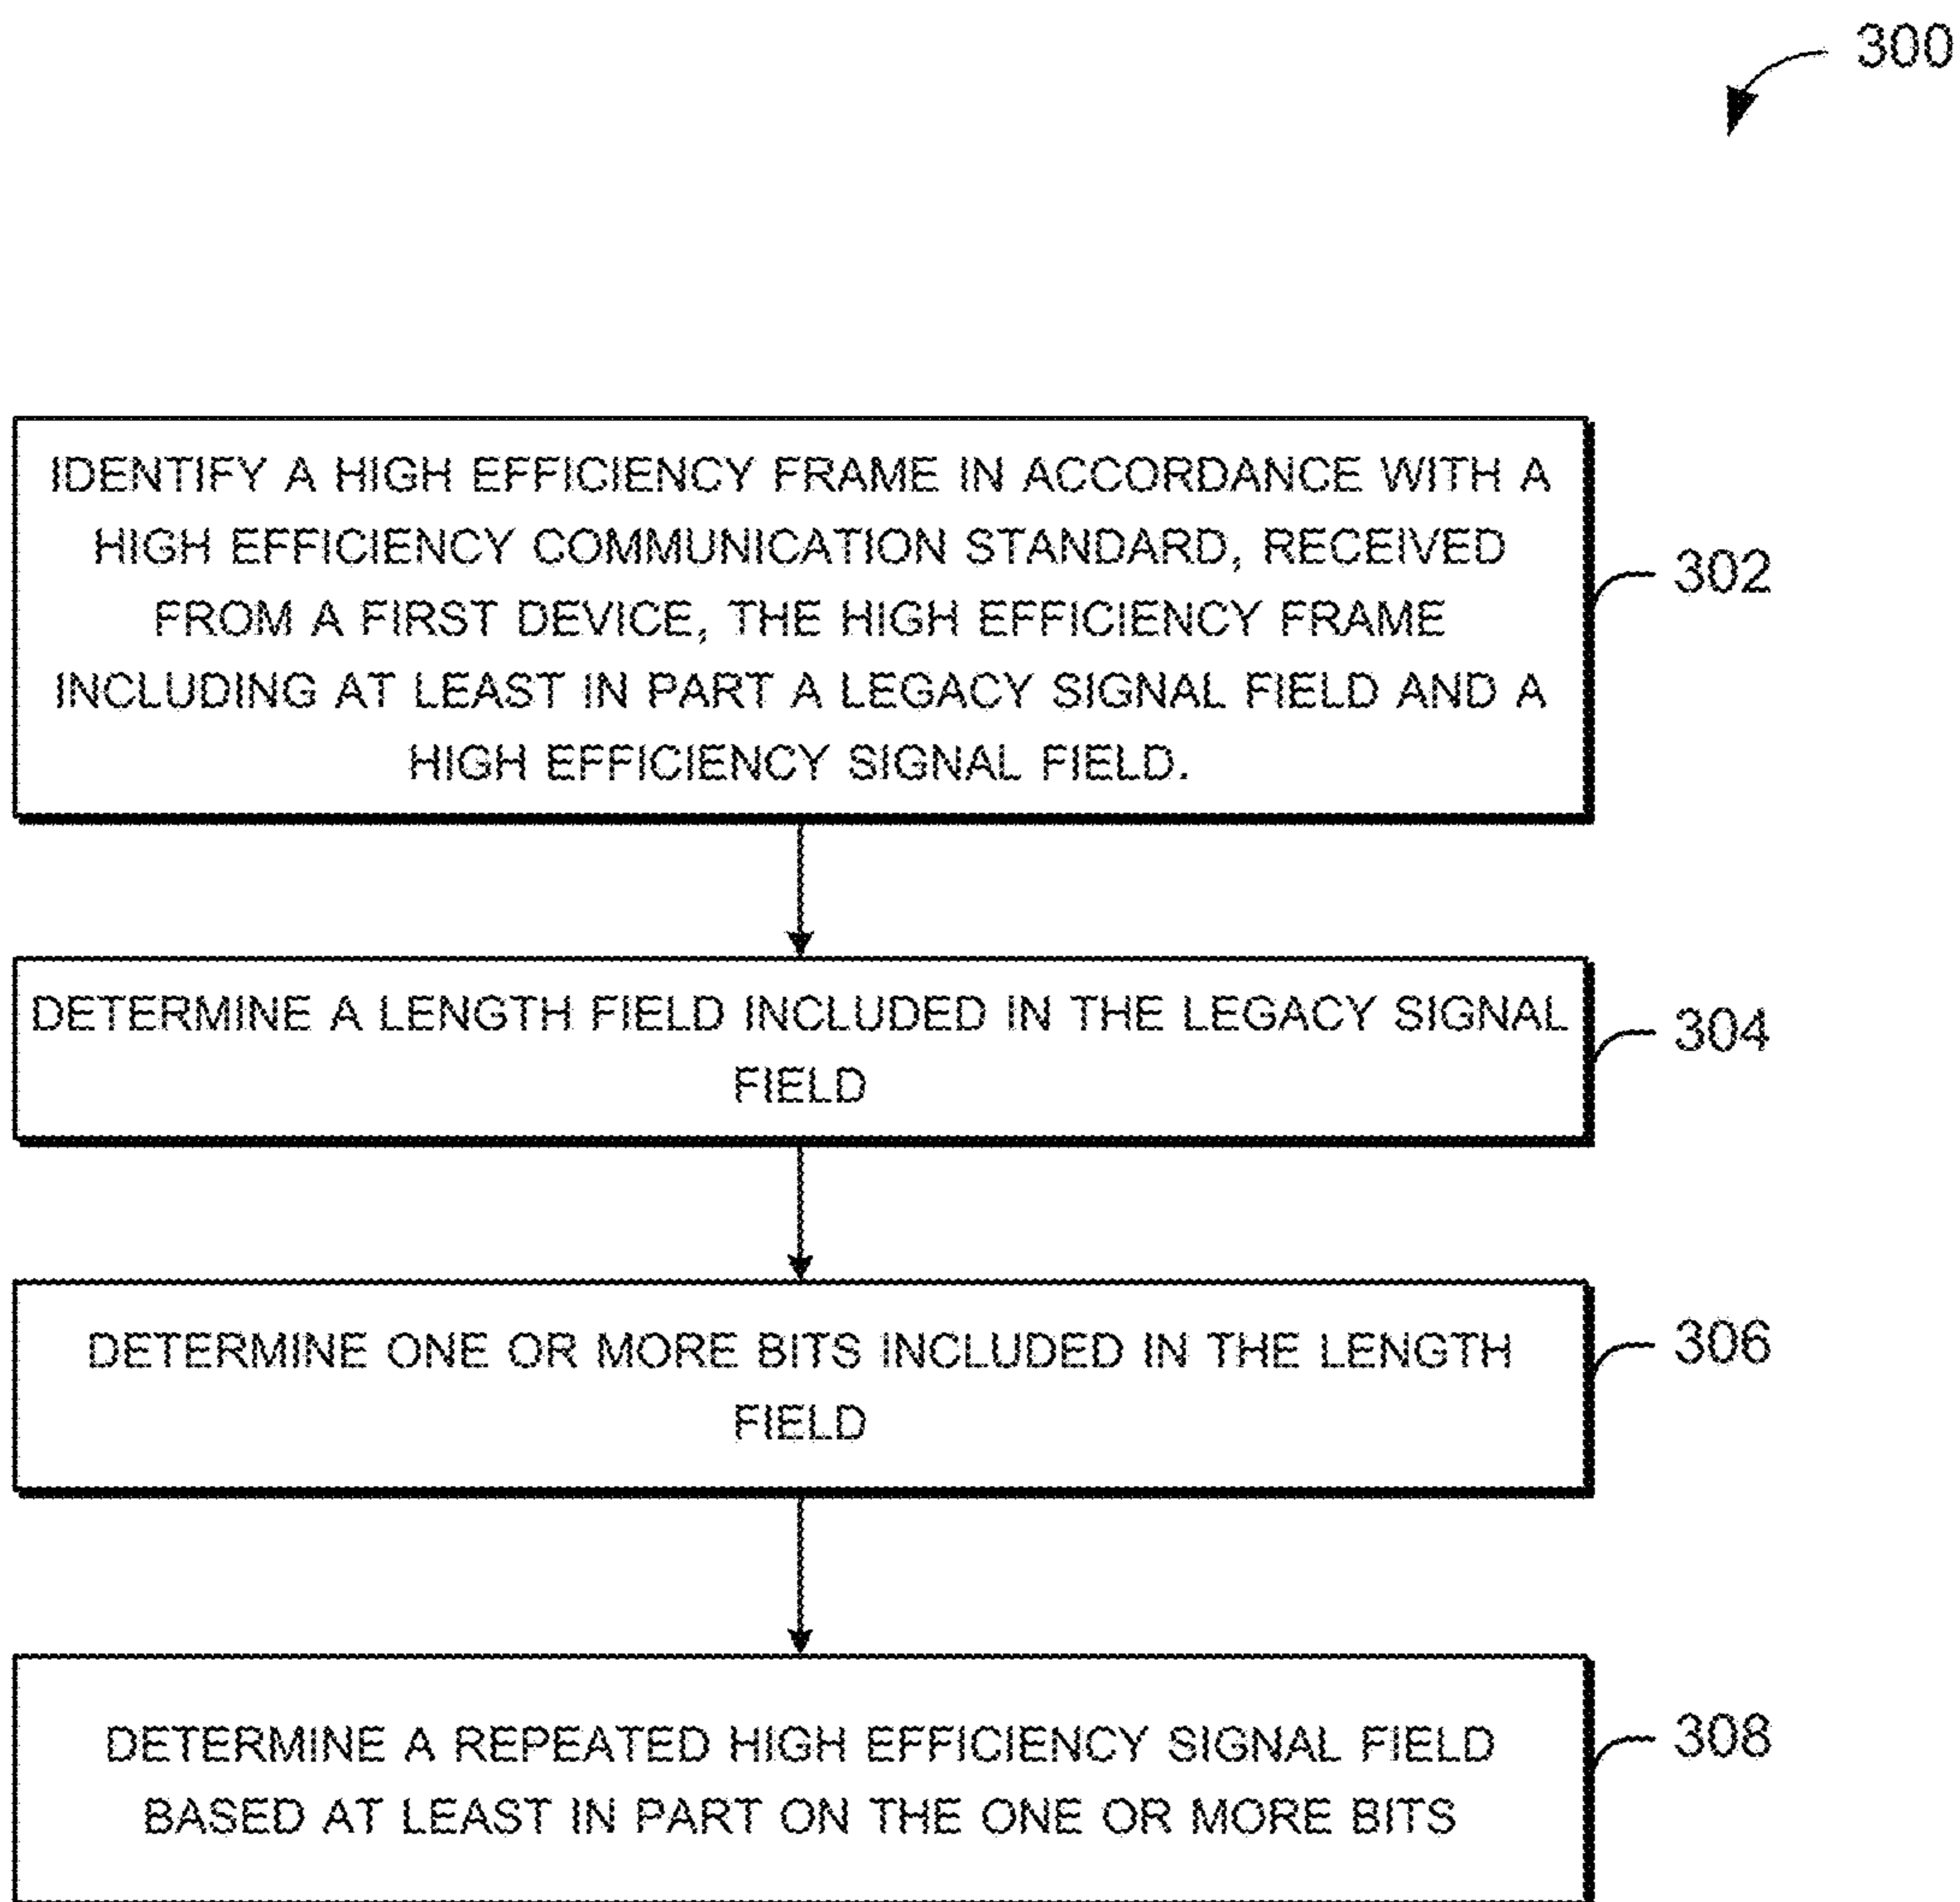 300
IDENTIFY A HIGH EFFICIENCY FRAME IN ACCORDANCE WITH A
HIGH EFFICIENCY COMMUNICATION STANDARD, RECEIVED
FROM A FIRST DEVICE, THE HIGH EFFICIENCY FRAME
INCLUDING AT LEAST IN PART A LEGACY SIGNAL FIELD AND A
HIGH EFFICIENCY SIGNAL FIELD.
302
DETERMINE A LENGTH FIELD INCLUDED IN THE LEGACY SIGNAL
FIELD
304
DETERMINE ONE OR MORE BITS INCLUDED IN THE LENGTH
FIELD
306
DETERMINE A REPEATED HIGH EFFICIENCY SIGNAL FIELD
BASED AT LEAST IN PART ON THE ONE OR MORE BITS
308